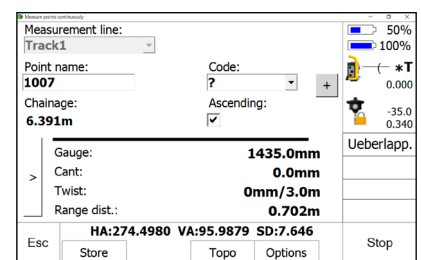 Measure points continuously
Measurement line:
Track1
Point name:
Code:
1007
?
+
Chainage:
Ascending:
6.391m
50%
100%
*T
0.000
-35.0
0.340
Ueberlapp.
>
Gauge: 1435.0mm
Cant: 0.0mm
Twist: 0mm/3.0m
Range dist.: 0.702m
HA:274.4980 VA:95.9879 SD:7.646
Esc
Store
Topo
Options
Stop